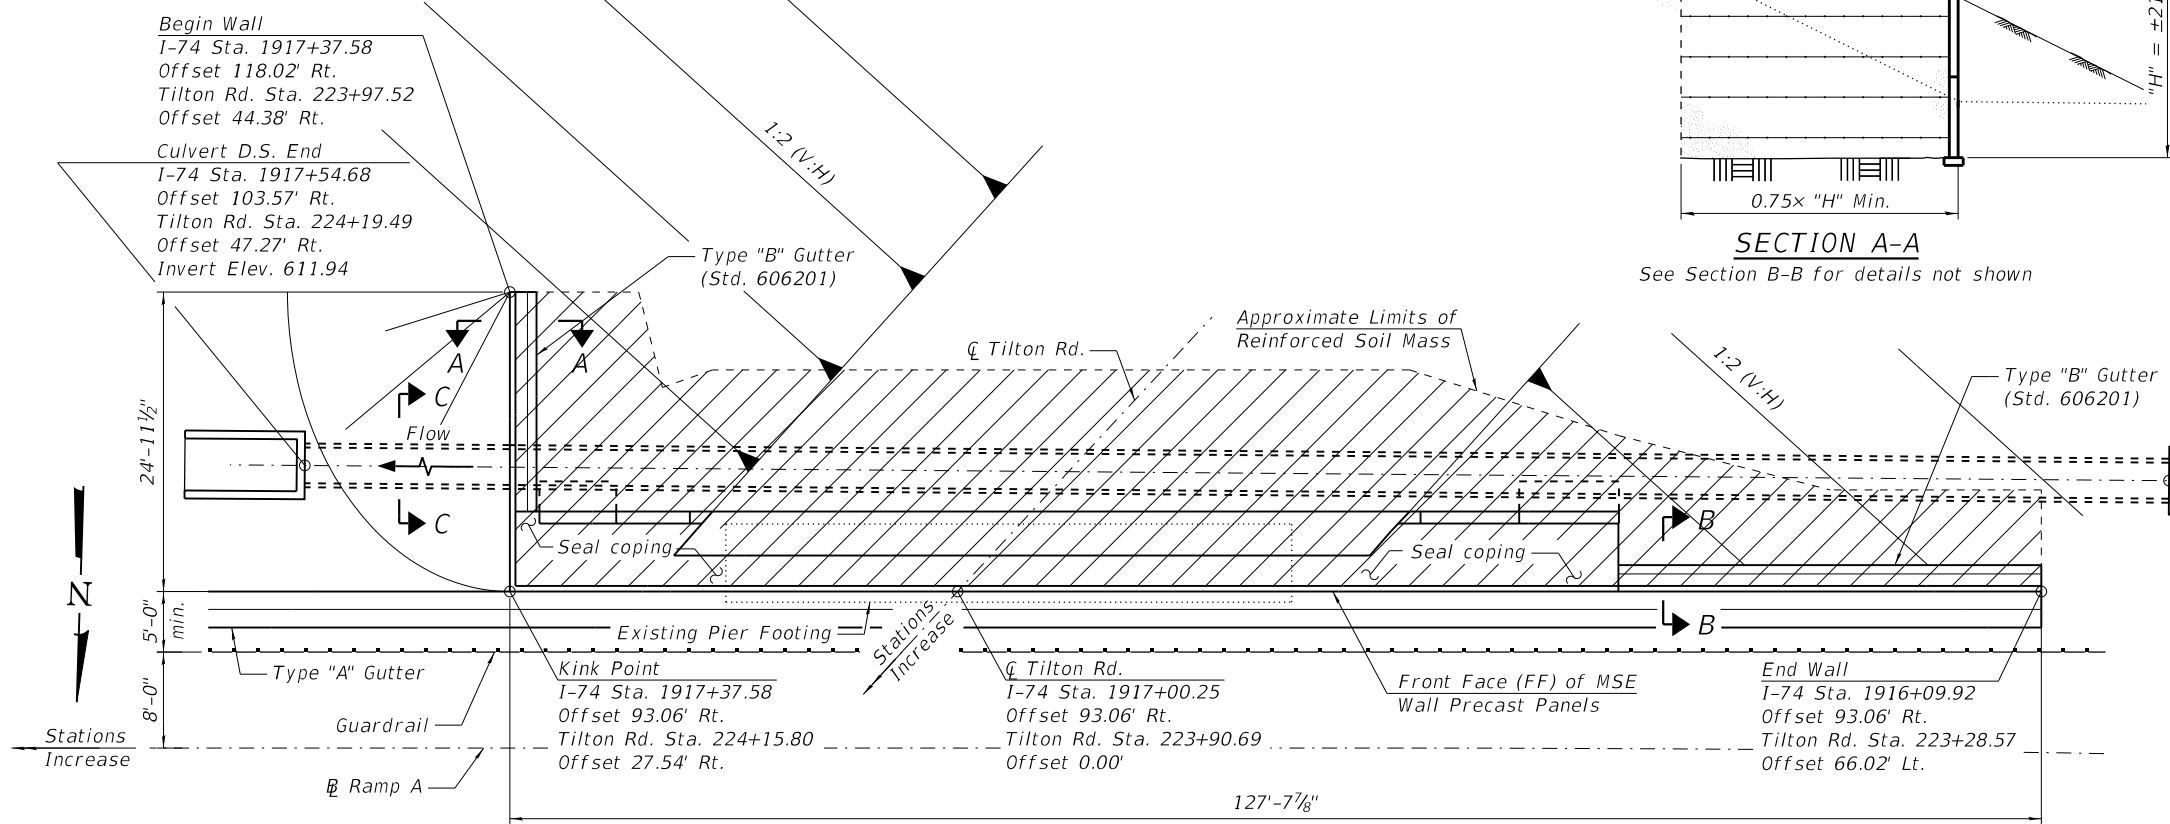 Begin Wall
I-74 Sta. 1917+37.58
Offset 118.02' Rt.
Tilton Rd. Sta. 223+97.52
Offset 44.38' Rt.
Culvert D.S. End
I-74 Sta. 1917+54.68
Offset 103.57' Rt.
Tilton Rd. Sta. 224+19.49
Offset 47.27' Rt.
Invert Elev. 611.94
1:2 (V:H)
Type "B" Gutter
(Std. 606201)
℄ Tilton Rd.
Approximate Limits of
Reinforced Soil Mass
"H" = ±21
0.75× "H" Min.
SECTION A-A
See Section B-B for details not shown
1:2 (V:H)
Type "B" Gutter
(Std. 606201)
A
A
C
Flow
C
24'-11½"
B
Seal coping
Seal coping
B
N
5'-0"
min.
8'-0"
Existing Pier Footing
Stations
Increase
Type "A" Gutter
Guardrail
Kink Point
I-74 Sta. 1917+37.58
Offset 93.06' Rt.
Tilton Rd. Sta. 224+15.80
Offset 27.54' Rt.
℄ Tilton Rd.
I-74 Sta. 1917+00.25
Offset 93.06' Rt.
Tilton Rd. Sta. 223+90.69
Offset 0.00'
Front Face (FF) of MSE
Wall Precast Panels
End Wall
I-74 Sta. 1916+09.92
Offset 93.06' Rt.
Tilton Rd. Sta. 223+28.57
Offset 66.02' Lt.
Stations
Increase
BL Ramp A
127'-7⅞"